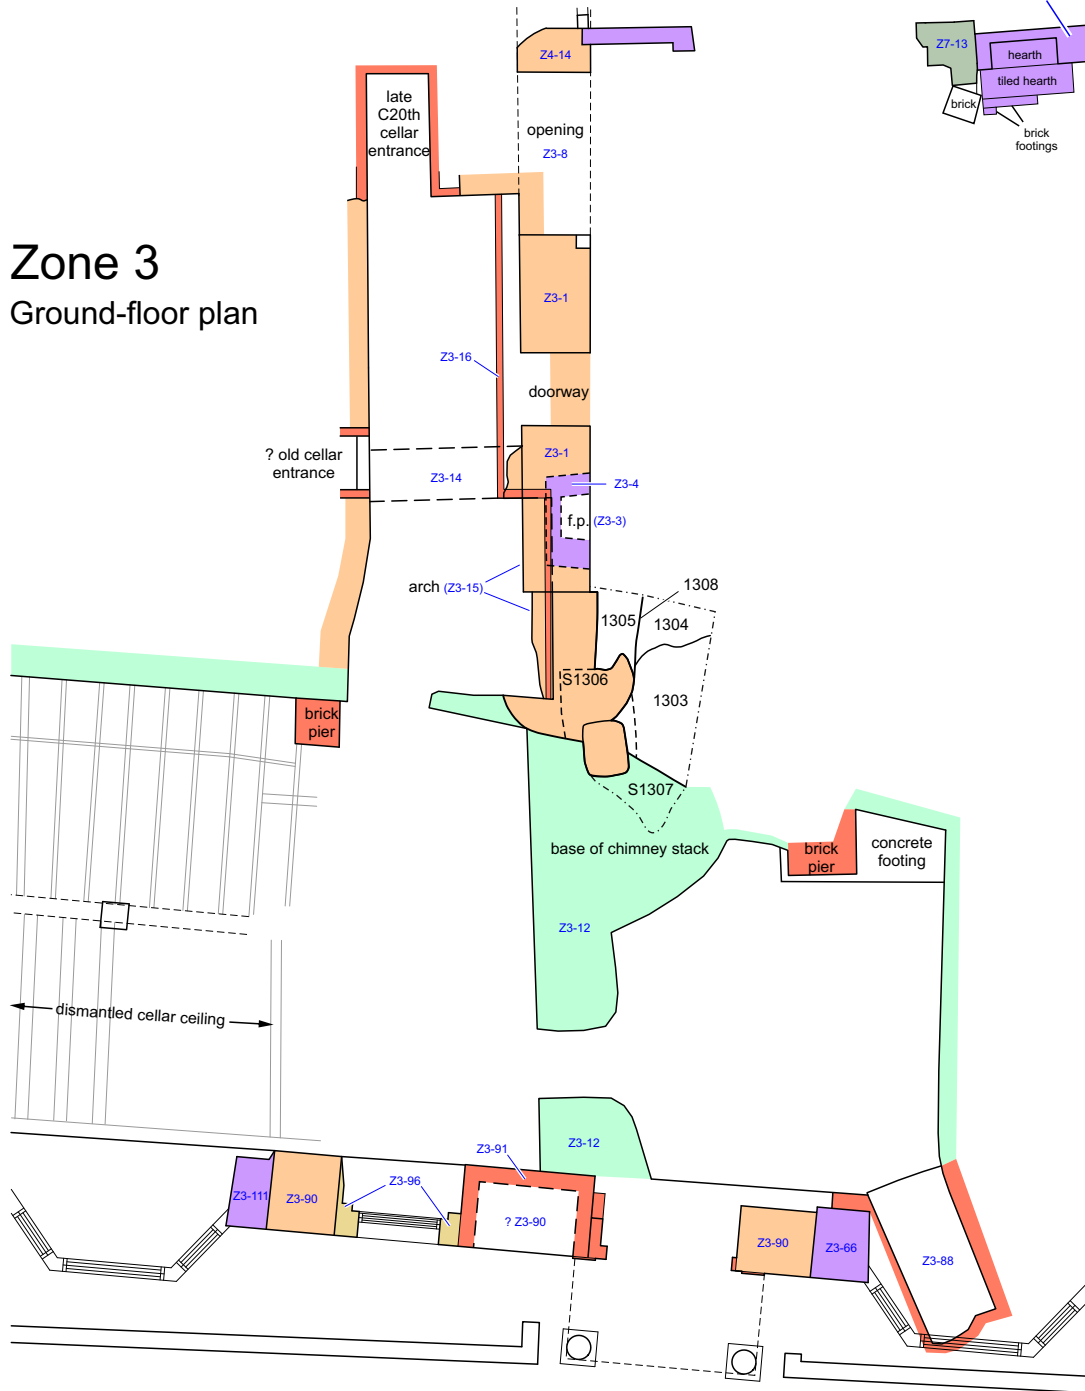 Z4-14
Z7-13
hearth
tiled hearth
brick
brick
footings
late
C20th
cellar
entrance
opening
Z3-8
Zone 3
Ground-floor plan
Z3-1
Z3-16
doorway
? old cellar
entrance
Z3-14
Z3-1
Z3-4
f.p. (Z3-3)
arch (Z3-15)
1308
1305
1304
S1306
1303
brick
pier
S1307
base of chimney stack
brick
pier
concrete
footing
Z3-12
dismantled cellar ceiling
Z3-12
Z3-91
Z3-111
Z3-90
Z3-96
? Z3-90
Z3-90
Z3-66
Z3-88